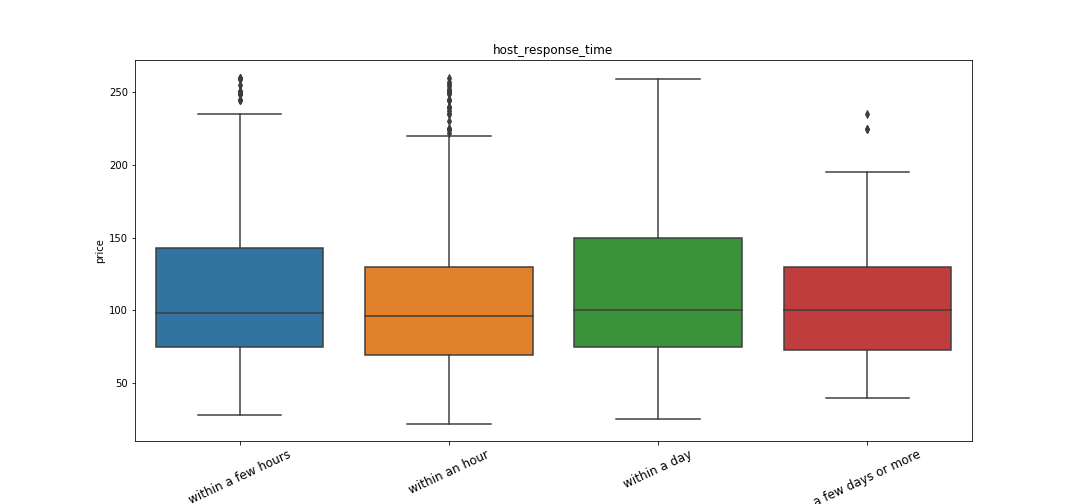 host_response_time
250
200
150
100
50
price
within a few hours
within an hour
within a day
a few days or more